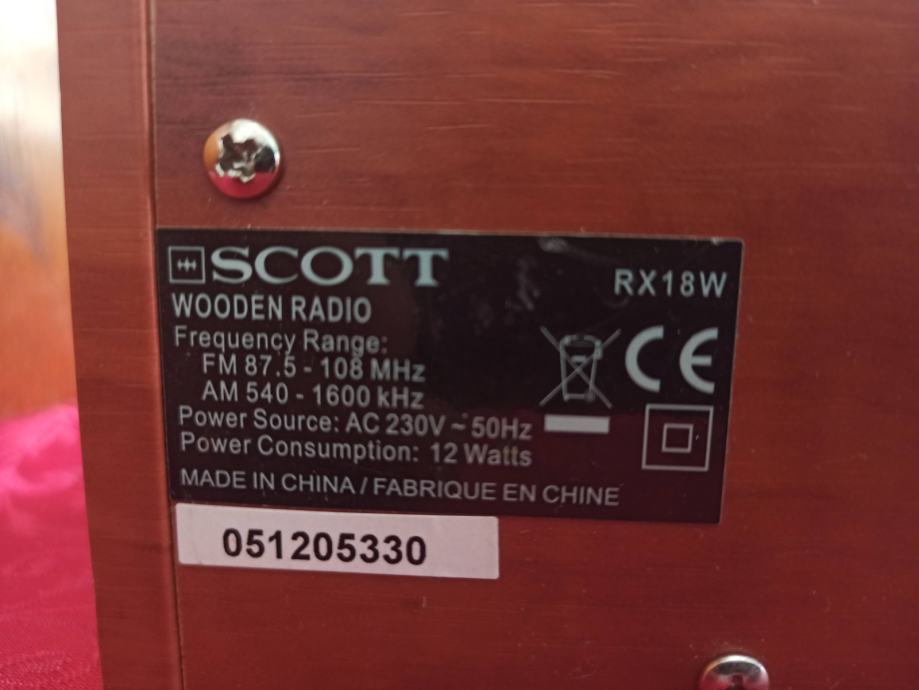 SCOTT
RX18W
WOODEN RADIO
Frequency Range:
FM 87.5 - 108 MHz
AM 540 - 1600 kHz
Power Source: AC 230V ~ 50Hz
Power Consumption: 12 Watts
CE
MADE IN CHINA / FABRIQUE EN CHINE
051205330